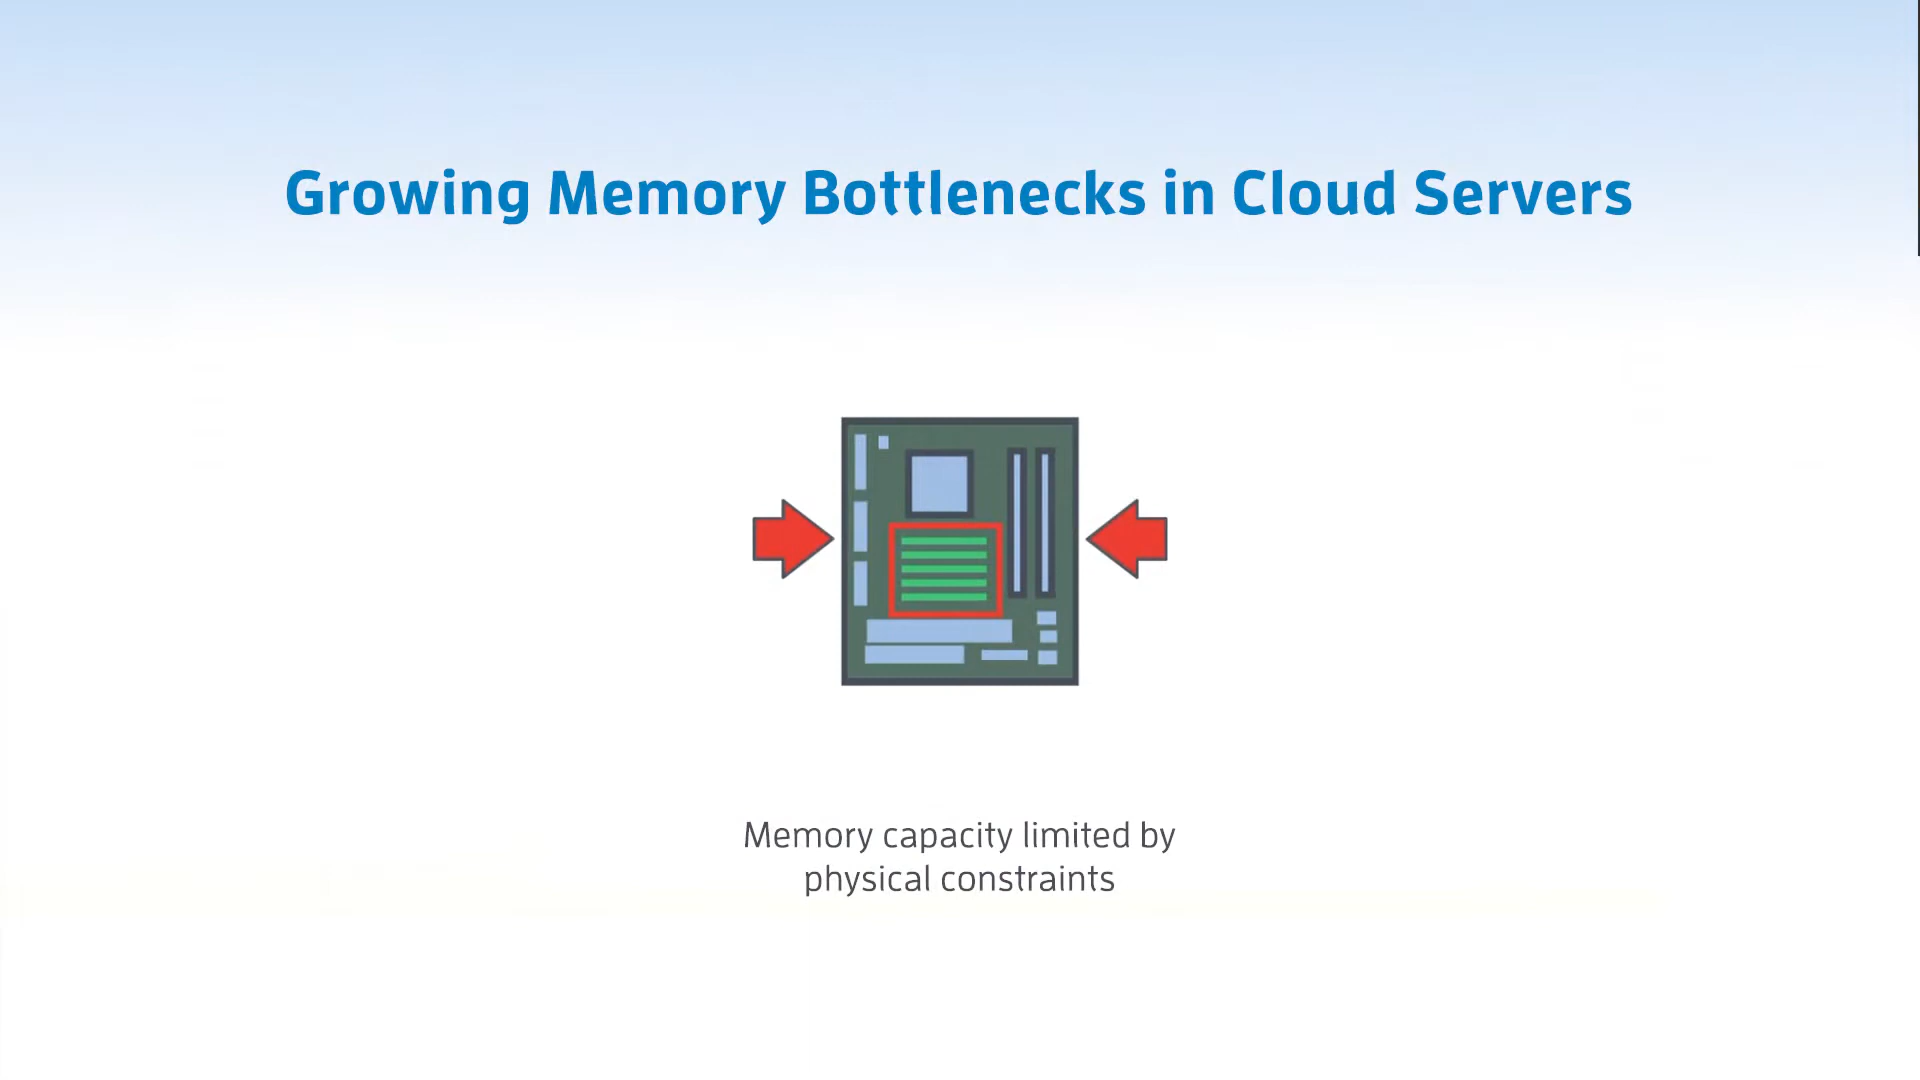 Growing Memory Bottlenecks in Cloud Servers
Memory capacity limited by
physical constraints